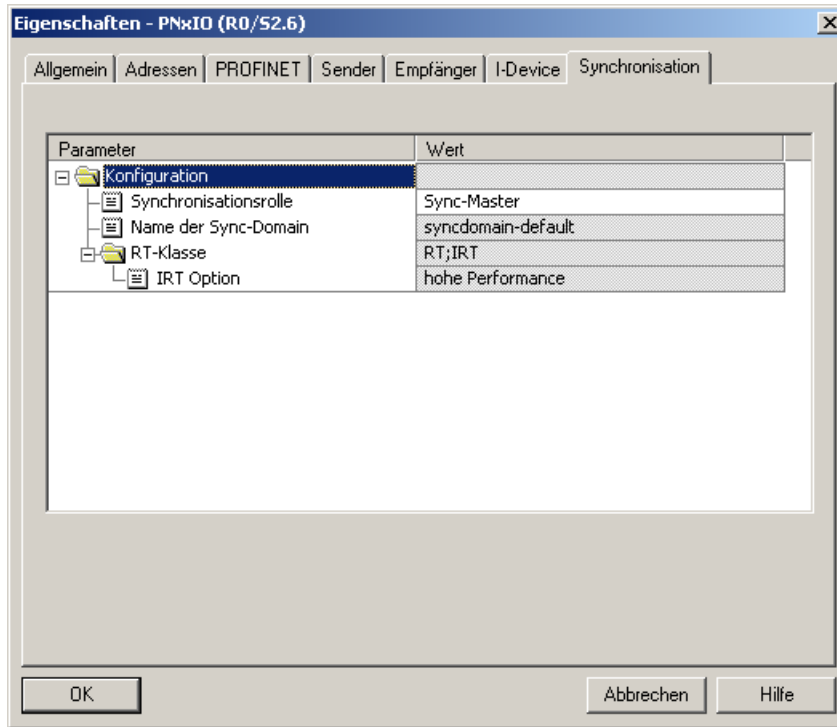 Eigenschaften - PNxIO (R0/S2.6)
Allgemein Adressen PROFINET Sender Empfänger I-Device Synchronisation
Parameter Wert
Konfiguration
Synchronisationsrolle Sync-Master
Name der Sync-Domain syncdomain-default
RT-Klasse RT;IRT
IRT Option hohe Performance
OK Abbrechen Hilfe